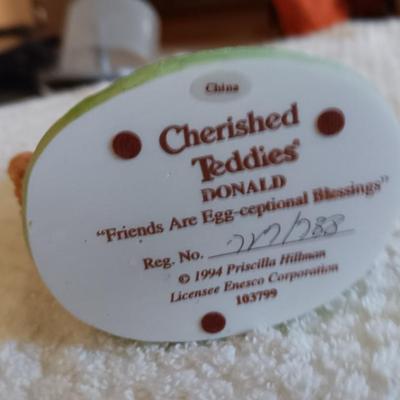 China
Cherished
Teddies®
DONALD
"Friends Are Egg-ceptional Blessings"
Reg. No.
© 1994 Priscilla Hillman
Licensee Enesco Corporation
103799